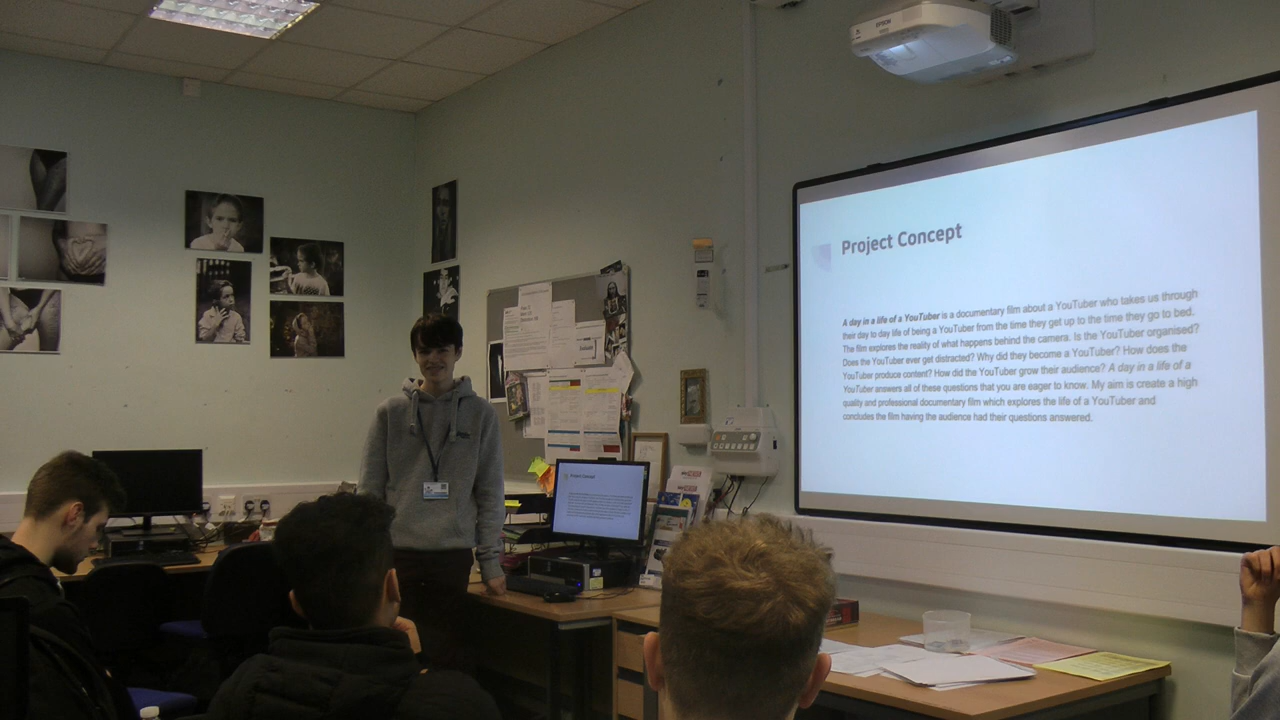 EPSON
Project Concept
A day in a life of a YouTuber is a documentary film about a YouTuber who takes us through
their day to day life of being a YouTuber from the time they get up to the time they go to bed.
The film explores the reality of what happens behind the camera. Is the YouTuber organised?
Does the YouTuber ever get distracted? Why did they become a YouTuber? How does the
YouTuber produce content? How did the YouTuber grow their audience? A day in a life of a
YouTuber answers all of these questions that you are eager to know. My aim is create a high
quality and professional documentary film which explores the life of a YouTuber and
concludes the film having the audience had their questions answered.
Project Concept